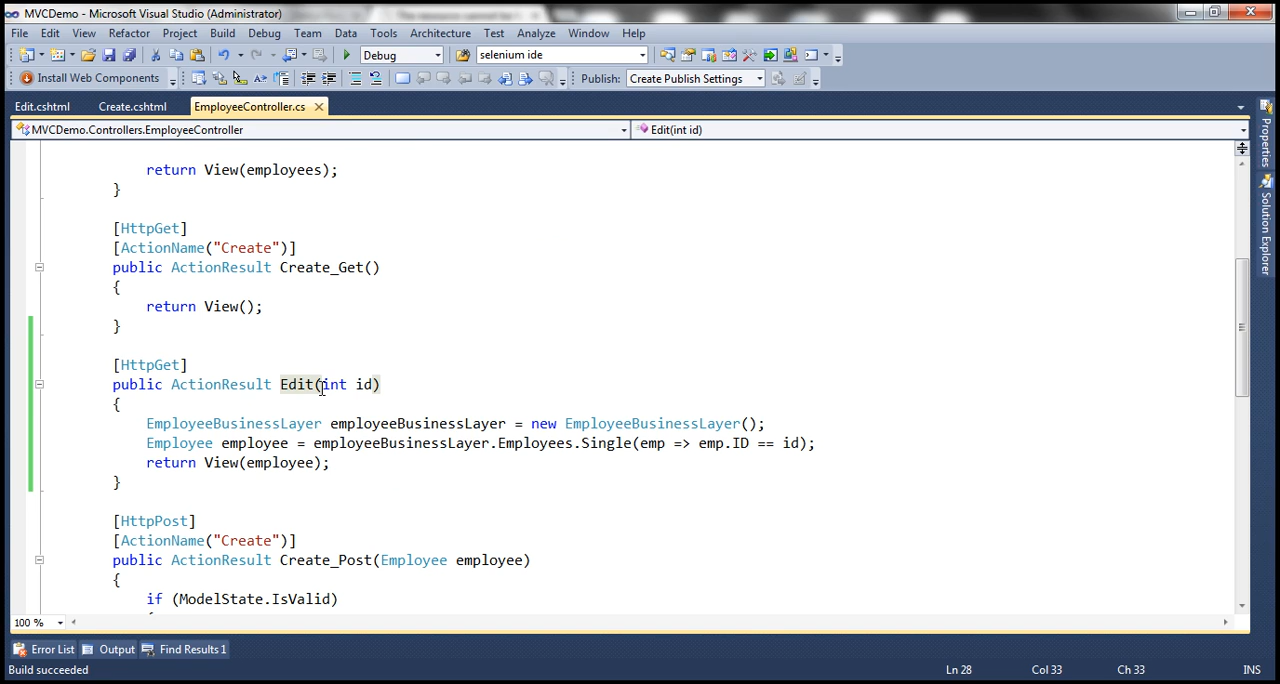 MVCDemo - Microsoft Visual Studio (Administrator)
File Edit View Refactor Project Build Debug Team Data Tools Architecture Test Analyze Window Help
Debug selenium ide
Install Web Components Publish: Create Publish Settings
Edit.cshtml Create.cshtml EmployeeController.cs
MVCDemo.Controllers.EmployeeController Edit(int id)
Properties
Solution Explorer
return View(employees);
}
[HttpGet]
[ActionName("Create")]
public ActionResult Create_Get()
{
return View();
}
[HttpGet]
public ActionResult Edit(int id)
{
EmployeeBusinessLayer employeeBusinessLayer = new EmployeeBusinessLayer();
Employee employee = employeeBusinessLayer.Employees.Single(emp => emp.ID == id);
return View(employee);
}
[HttpPost]
[ActionName("Create")]
public ActionResult Create_Post(Employee employee)
{
if (ModelState.IsValid)
100 %
Error List Output Find Results 1
Build succeeded Ln 28 Col 33 Ch 33 INS